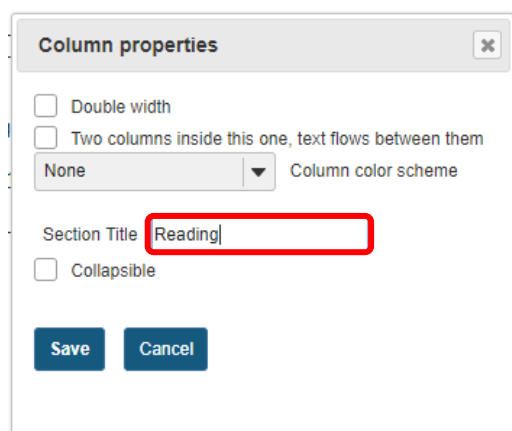 Column properties
Double width
Two columns inside this one, text flows between them
None Column color scheme
Section Title Reading
Collapsible
Save Cancel